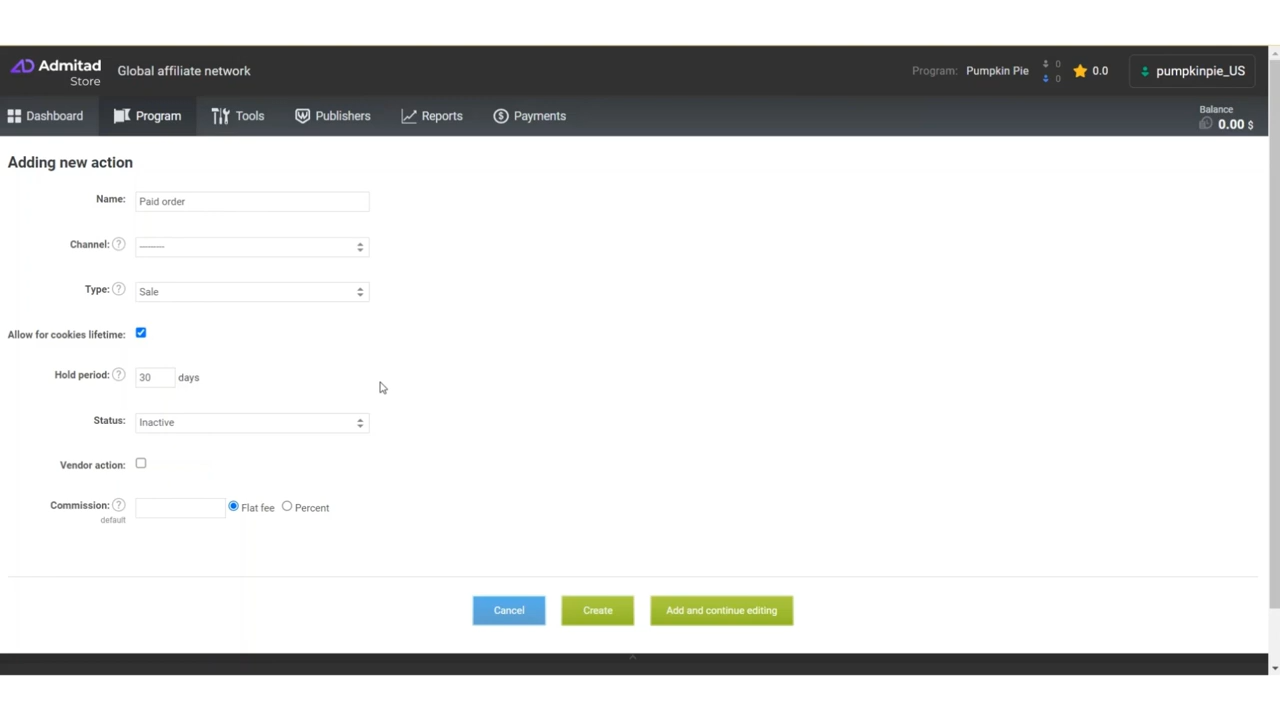 Admitad
Store
Global affiliate network
Program: Pumpkin Pie
0
0
0.0
pumpkinpie_US
Dashboard
Program
Tools
Publishers
Reports
Payments
Balance
0.00 $
Adding new action
Name: Paid order
Channel: ? --------
Type: ? Sale
Allow for cookies lifetime:
Hold period: ? 30 days
Status: Inactive
Vendor action:
Commission: ? Flat fee Percent
default
Cancel
Create
Add and continue editing